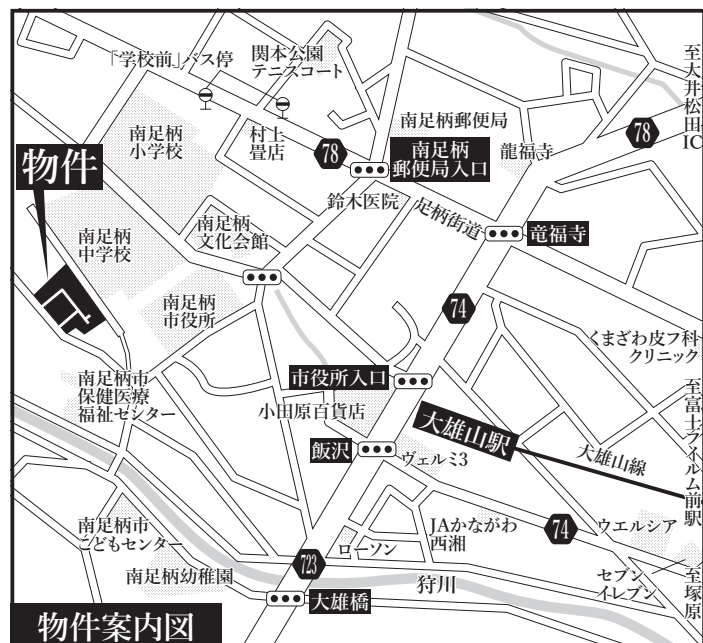 「学校前」バス停
関本公園
テニスコート
南足柄
小学校
村上
畳店
78
南足柄郵便局
南足柄
郵便局入口
龍福寺
78
至大井松田IC
物件
鈴木医院
足柄街道
竜福寺
南足柄
中学校
南足柄
文化会館
南足柄
市役所
74
くまざわ皮フ科
クリニック
市役所入口
南足柄市
保健医療
福祉センター
小田原百貨店
大雄山駅
大雄山線
至富士フイルム前駅
飯沢
ヴェルミ3
南足柄市
こどもセンター
JAかながわ
西湘
74
ウエルシア
ローソン
723
南足柄幼稚園
狩川
セブン
イレブン
至塚原
大雄橋
物件案内図